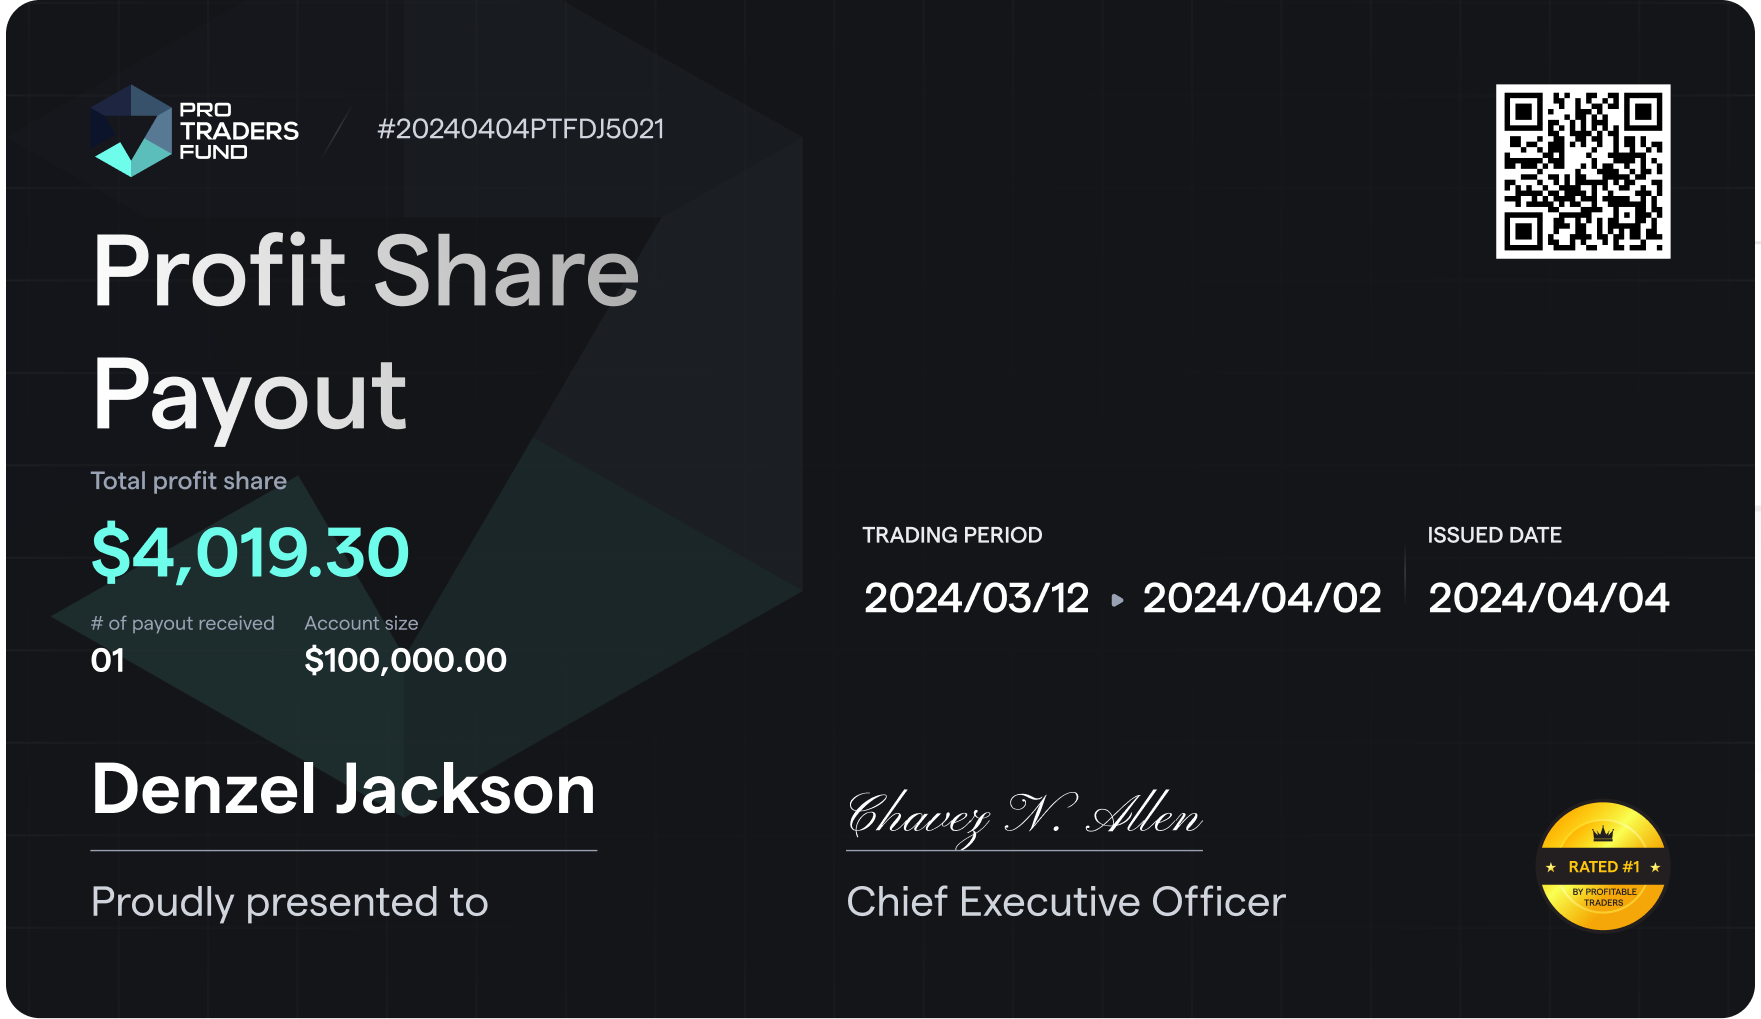 PRO
TRADERS
FUND
#20240404PTFDJ5021
Profit Share
Payout
Total profit share
$4,019.30
# of payout received
Account size
01
$100,000.00
TRADING PERIOD
ISSUED DATE
2024/03/12
2024/04/02
2024/04/04
Denzel Jackson
Proudly presented to
Chavez N. Allen
Chief Executive Officer
RATED #1
BY PROFITABLE
TRADERS